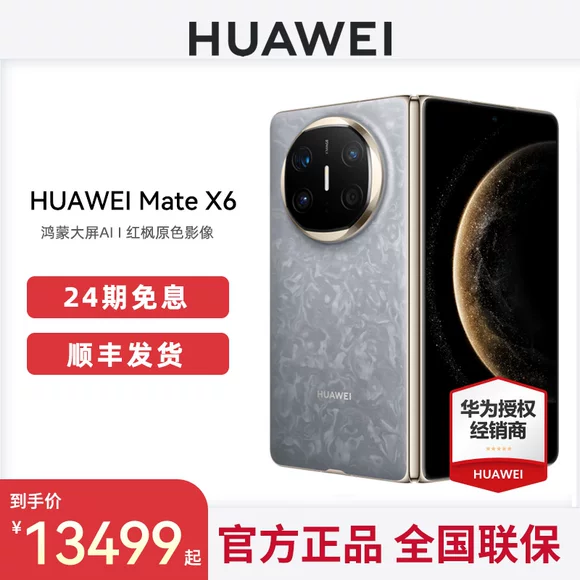 HUAWEI
HUAWEI Mate X6
鸿蒙大屏AI | 红枫原色影像
24期免息
顺丰发货
HUAWEI
华为授权
经销商
HUAWEI
到手价
¥13499起
官方正品 全国联保